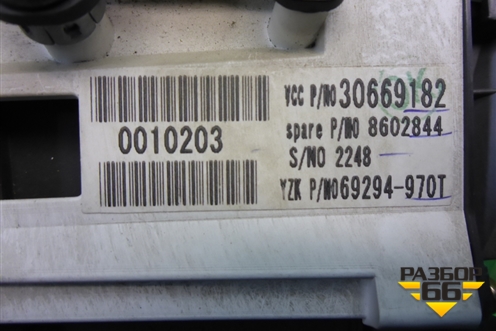 VCC P/NO 30669182
0010203
spare P/NO 8602844
S/NO 2248
YZK P/NO 69294-970T
РАЗБОР
66